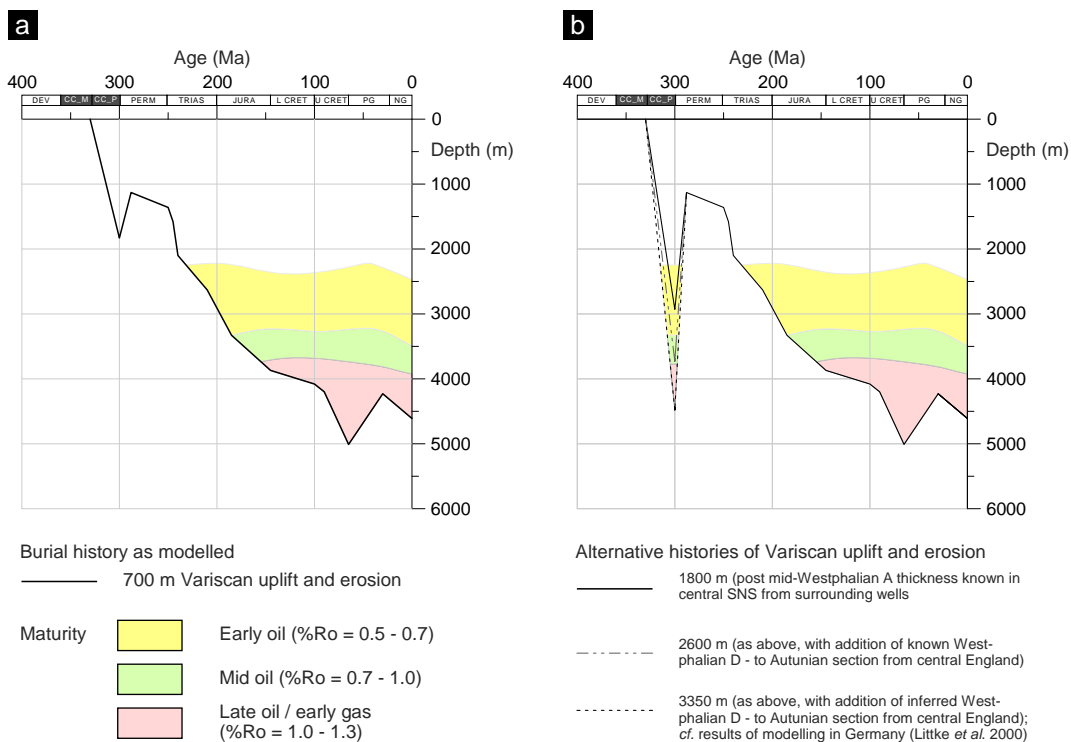 a
Age (Ma)
400 300 200 100 0
DEV CC_M CC_P PERM TRIAS JURA L CRET U CRET PG NG
0
Depth (m)
1000
2000
3000
4000
5000
6000
Burial history as modelled
700 m Variscan uplift and erosion
Maturity
Early oil (%Ro = 0.5 - 0.7)
Mid oil (%Ro = 0.7 - 1.0)
Late oil / early gas
(%Ro = 1.0 - 1.3)
b
Age (Ma)
400 300 200 100 0
DEV CC_M CC_P PERM TRIAS JURA L CRET U CRET PG NG
0
Depth (m)
1000
2000
3000
4000
5000
6000
Alternative histories of Variscan uplift and erosion
1800 m (post mid-Westphalian A thickness known in
central SNS from surrounding wells
2600 m (as above, with addition of known West-
phalian D - to Autunian section from central England)
3350 m (as above, with addition of inferred West-
phalian D - to Autunian section from central England);
cf. results of modelling in Germany (Littke et al. 2000)